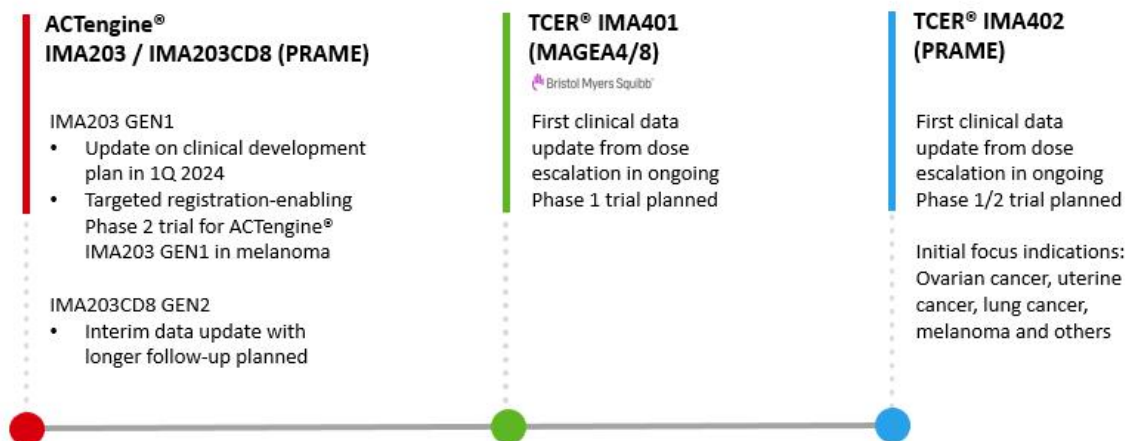 ACTengine®
IMA203 / IMA203CD8 (PRAME)
IMA203 GEN1
• Update on clinical development
plan in 1Q 2024
• Targeted registration-enabling
Phase 2 trial for ACTengine®
IMA203 GEN1 in melanoma
IMA203CD8 GEN2
• Interim data update with
longer follow-up planned
TCER® IMA401
(MAGEA4/8)
Bristol Myers Squibb™
First clinical data
update from dose
escalation in ongoing
Phase 1 trial planned
TCER® IMA402
(PRAME)
First clinical data
update from dose
escalation in ongoing
Phase 1/2 trial planned
Initial focus indications:
Ovarian cancer, uterine
cancer, lung cancer,
melanoma and others